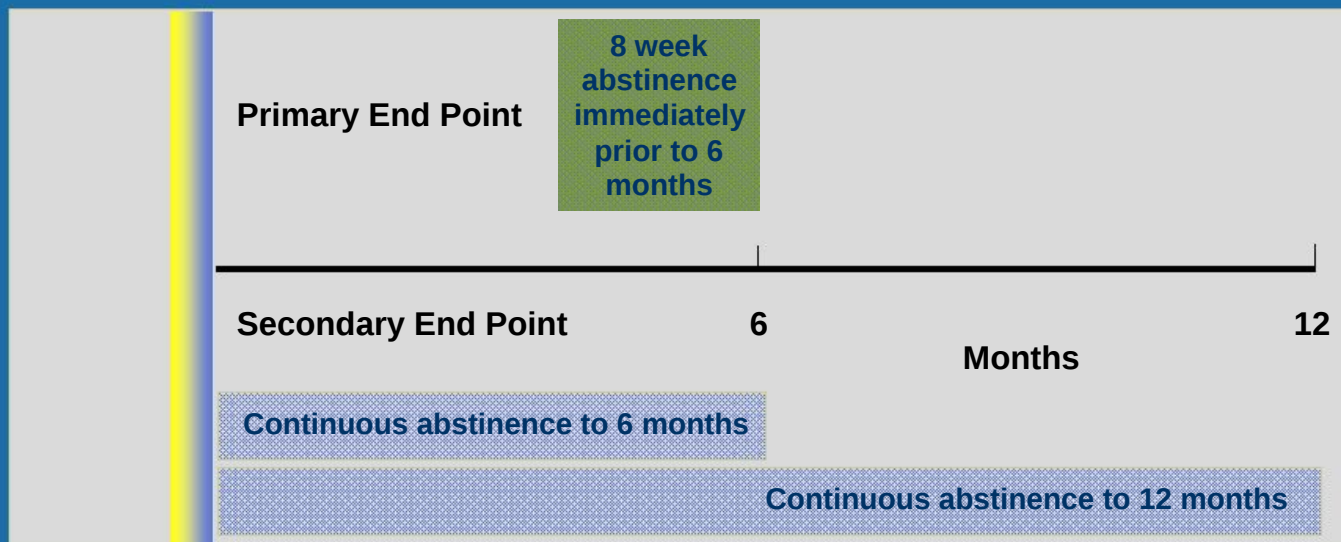 8 week
abstinence
immediately
prior to 6
months
Primary End Point
Secondary End Point
6
12
Months
Continuous abstinence to 6 months
Continuous abstinence to 12 months